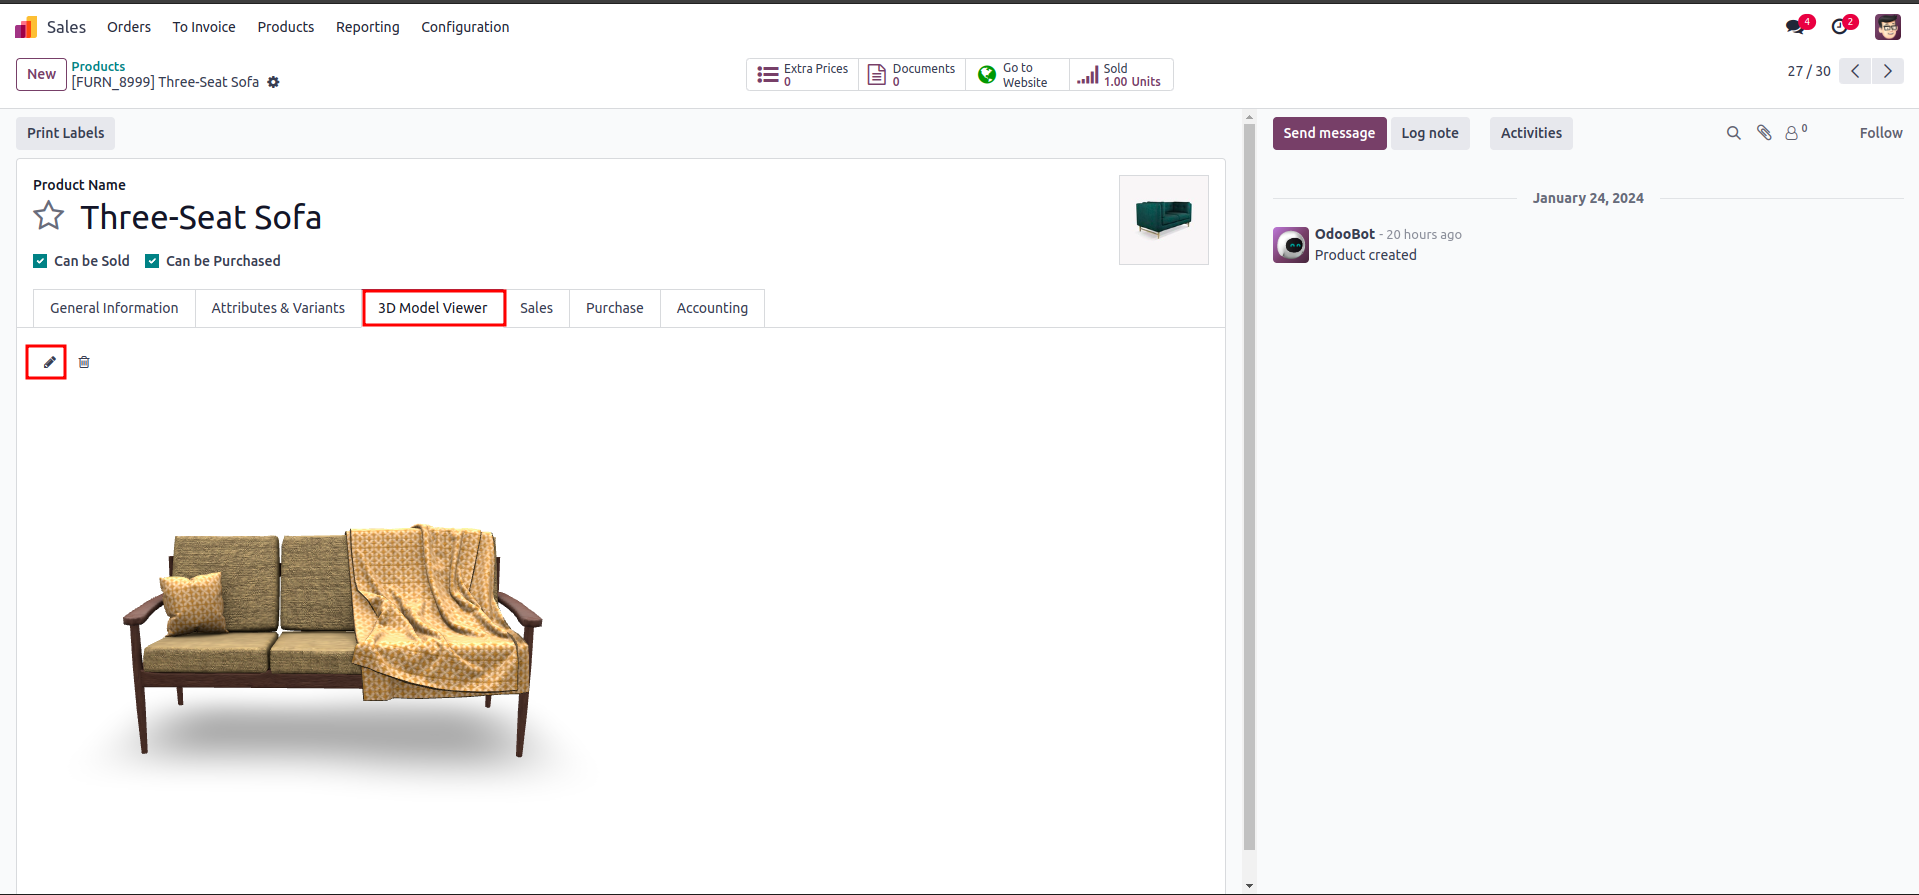 Sales Orders To Invoice Products Reporting Configuration 4 2
New
Products
[FURN_8999] Three-Seat Sofa
Extra Prices
0
Documents
0
Go to
Website
Sold
1.00 Units
27 / 30
Print Labels
Product Name
Three-Seat Sofa
Can be Sold Can be Purchased
General Information Attributes & Variants 3D Model Viewer Sales Purchase Accounting
Send message Log note Activities 0 Follow
January 24, 2024
OdooBot - 20 hours ago
Product created